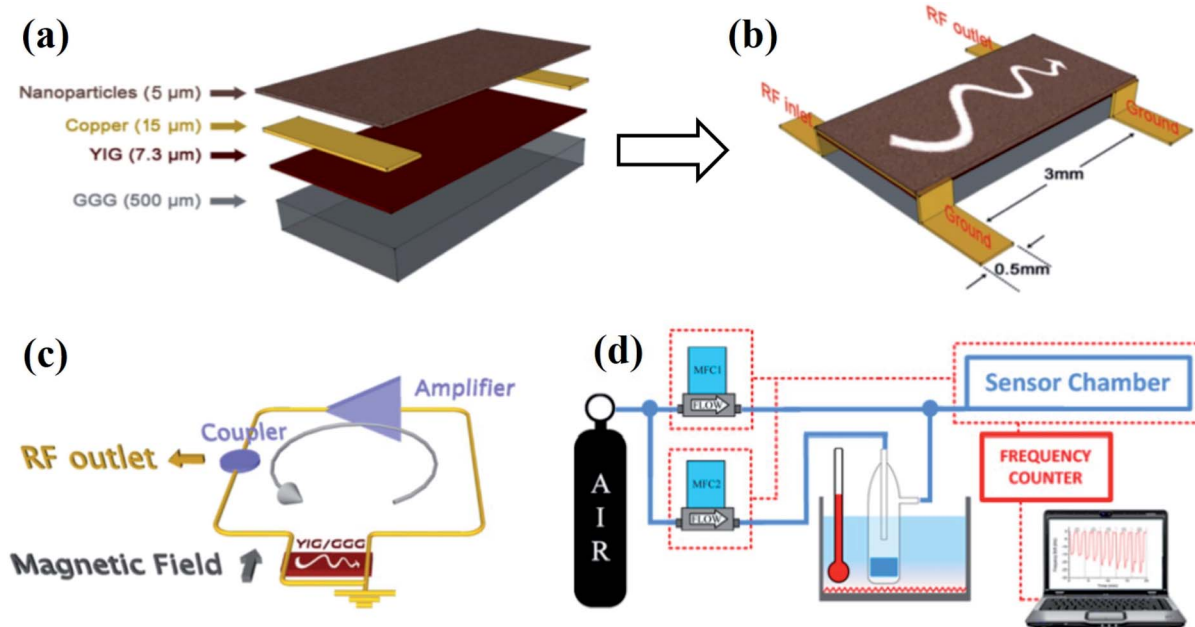 (a)
Nanoparticles (5 µm)
Copper (15 µm)
YIG (7.3 µm)
GGG (500 µm)
(b)
RF outlet
RF inlet
Ground
3mm
Ground
0.5mm
(c)
Amplifier
Coupler
RF outlet
YIG/GGG
Magnetic Field
(d)
MFC1
FLOW
Sensor Chamber
MFC2
FLOW
FREQUENCY
COUNTER
A
I
R